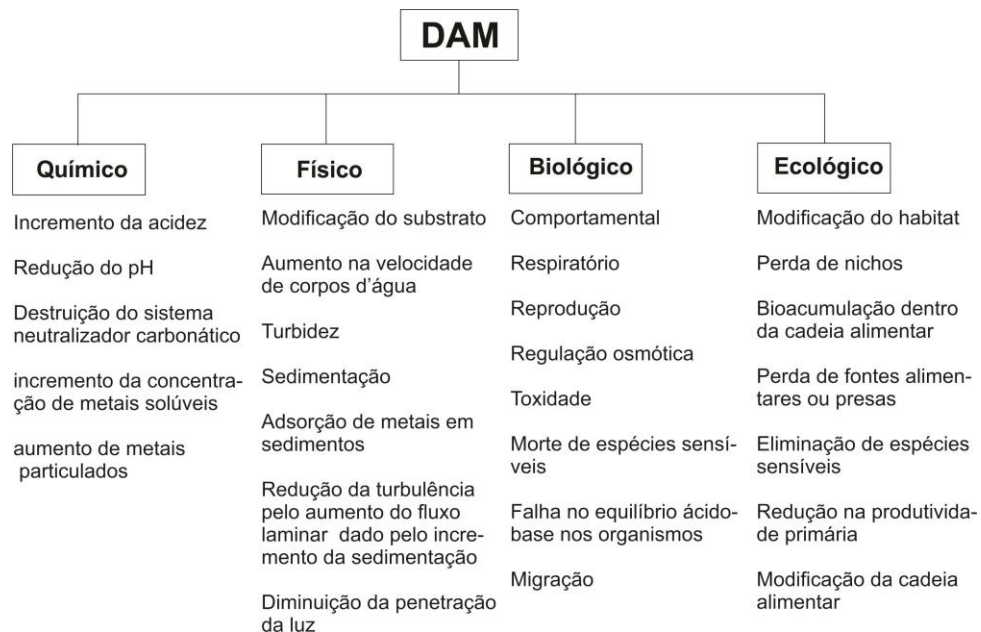 DAM
Químico
Incremento da acidez
Redução do pH
Destruição do sistema
neutralizador carbonático
incremento da concentra-
ção de metais solúveis
aumento de metais
particulados
Físico
Modificação do substrato
Aumento na velocidade
de corpos d’água
Turbidez
Sedimentação
Adsorção de metais em
sedimentos
Redução da turbulência
pelo aumento do fluxo
laminar dado pelo incre-
mento da sedimentação
Diminuição da penetração
da luz
Biológico
Comportamental
Respiratório
Reprodução
Regulação osmótica
Toxidade
Morte de espécies sensí-
veis
Falha no equilíbrio ácido-
base nos organismos
Migração
Ecológico
Modificação do habitat
Perda de nichos
Bioacumulação dentro
da cadeia alimentar
Perda de fontes alimen-
tares ou presas
Eliminação de espécies
sensíveis
Redução na produtivida-
de primária
Modificação da cadeia
alimentar